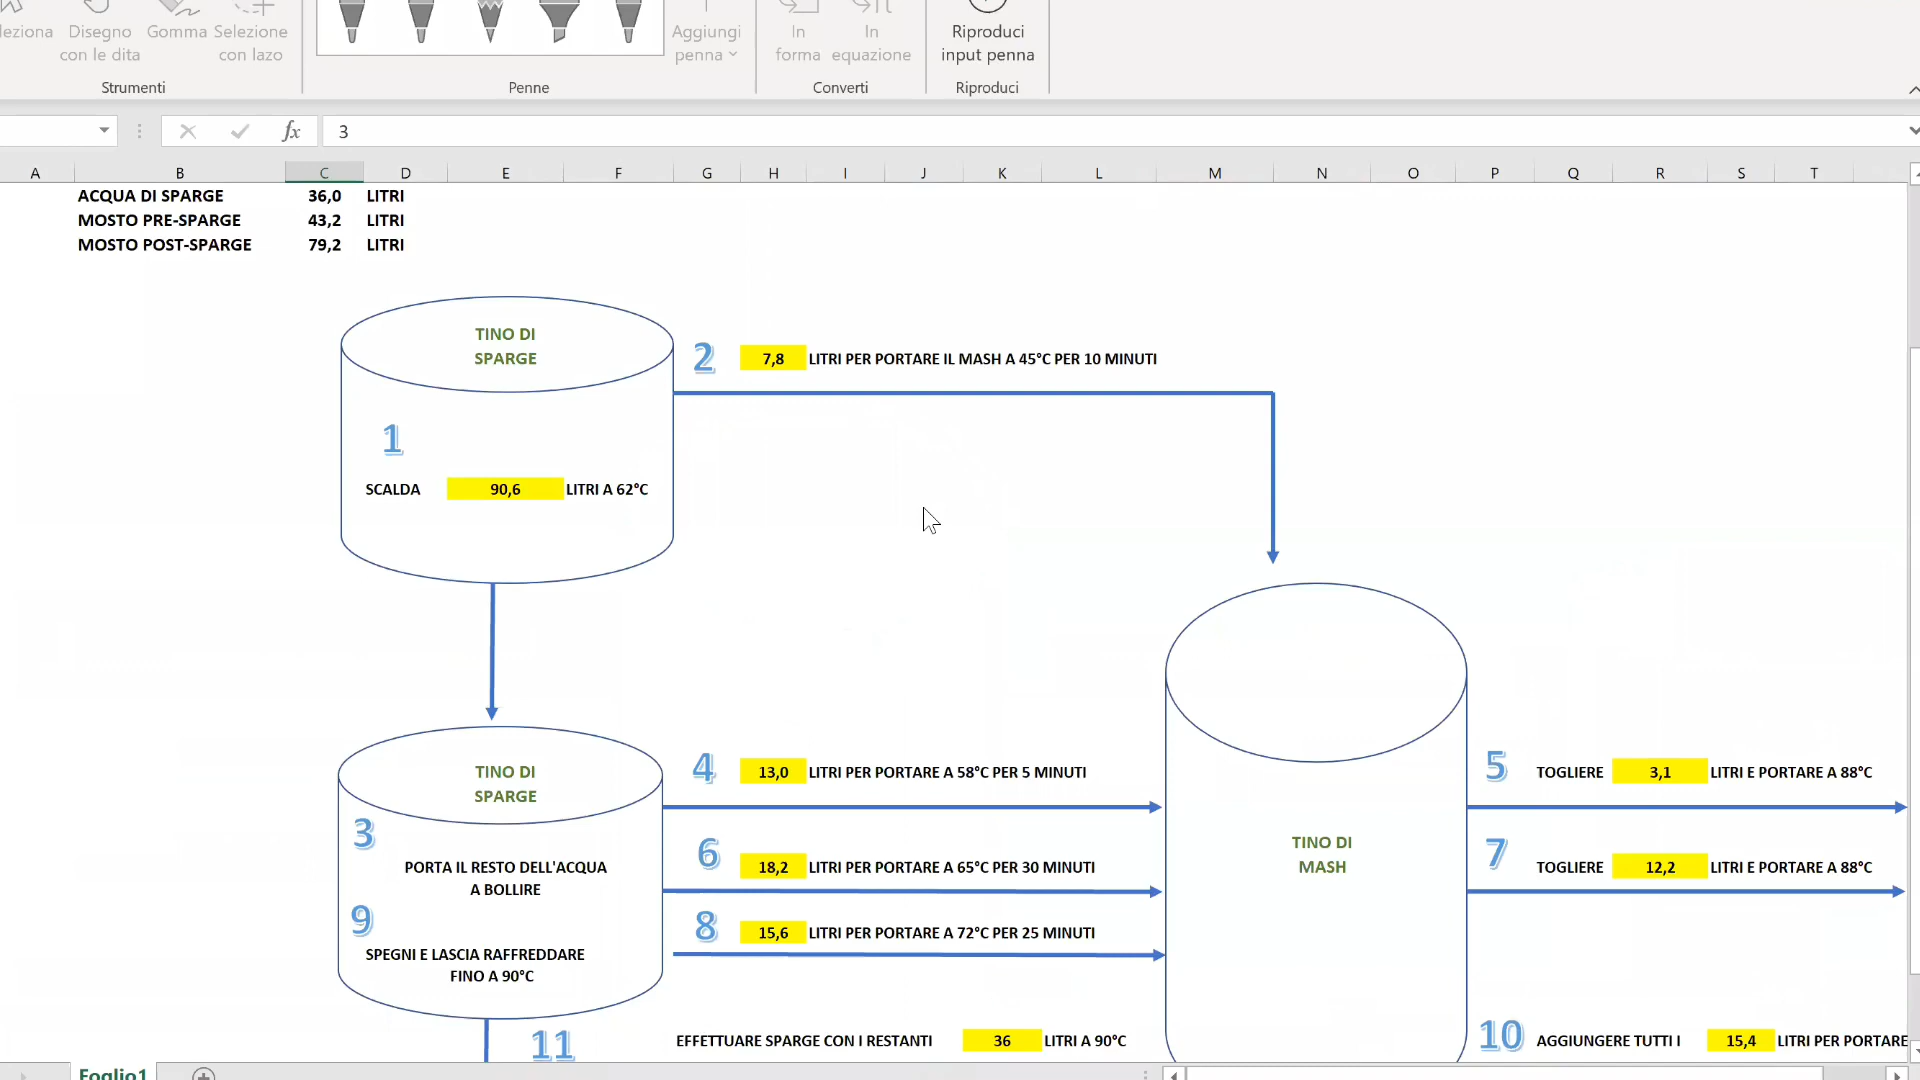 Disegno
con le dita
Gomma
Selezione
con lazo
Strumenti
Penne
Aggiungi
penna
In
forma
In
equazione
Converti
Riproduci
input penna
Riproduci
fx
3
A B C D E F G H I J K L M N O P Q R S T
ACQUA DI SPARGE 36,0 LITRI
MOSTO PRE-SPARGE 43,2 LITRI
MOSTO POST-SPARGE 79,2 LITRI
TINO DI
SPARGE
2 7,8 LITRI PER PORTARE IL MASH A 45°C PER 10 MINUTI
1
SCALDA 90,6 LITRI A 62°C
TINO DI
SPARGE
4 13,0 LITRI PER PORTARE A 58°C PER 5 MINUTI
5 TOGLIERE 3,1 LITRI E PORTARE A 88°C
3
PORTA IL RESTO DELL'ACQUA
A BOLLIRE
6 18,2 LITRI PER PORTARE A 65°C PER 30 MINUTI
TINO DI
MASH
7 TOGLIERE 12,2 LITRI E PORTARE A 88°C
9
SPEGNI E LASCIA RAFFREDDARE
FINO A 90°C
8 15,6 LITRI PER PORTARE A 72°C PER 25 MINUTI
11 EFFETTUARE SPARGE CON I RESTANTI 36 LITRI A 90°C
10 AGGIUNGERE TUTTI I 15,4 LITRI PER PORTARE
Foglio1